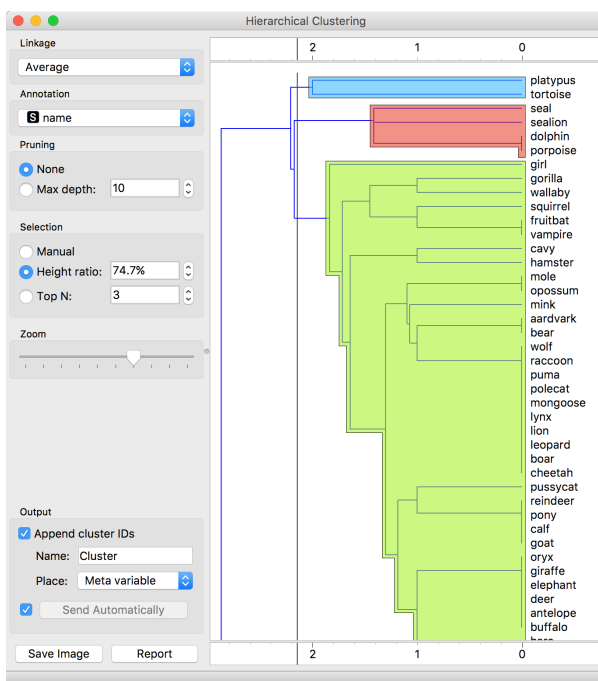 Hierarchical Clustering
Linkage
Average
Annotation
S name
Pruning
None
Max depth: 10
Selection
Manual
Height ratio: 74.7%
Top N: 3
Zoom
Output
Append cluster IDs
Name: Cluster
Place: Meta variable
Send Automatically
Save Image Report
2 1 0
platypus
tortoise
seal
sealion
dolphin
porpoise
girl
gorilla
wallaby
squirrel
fruitbat
vampire
cavy
hamster
mole
opossum
mink
aardvark
bear
wolf
raccoon
puma
polecat
mongoose
lynx
lion
leopard
boar
cheetah
pussycat
reindeer
pony
calf
goat
oryx
giraffe
elephant
deer
antelope
buffalo
2 1 0